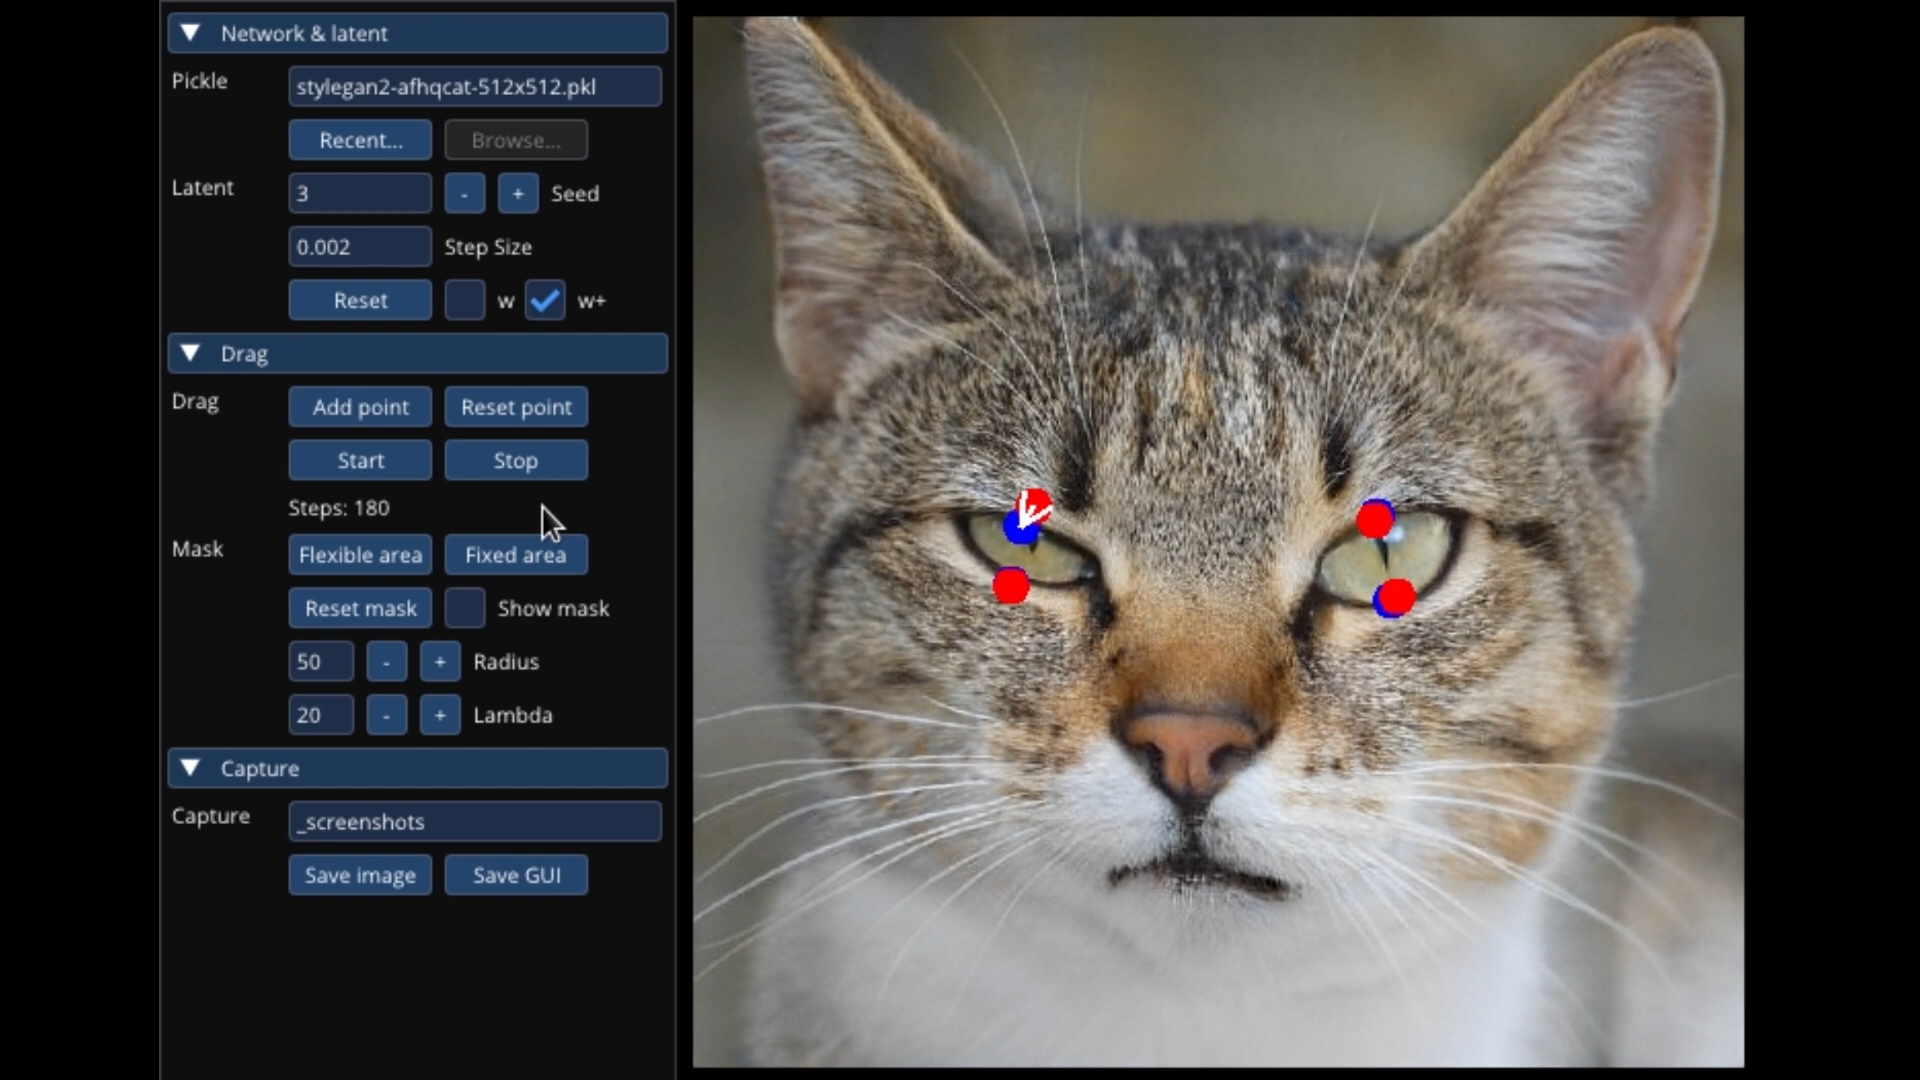 Network & latent
Pickle stylegan2-afhqcat-512x512.pkl
Recent... Browse...
Latent 3 - + Seed
0.002 Step Size
Reset w w+
Drag
Drag Add point Reset point
Start Stop
Steps: 180
Mask Flexible area Fixed area
Reset mask Show mask
50 - + Radius
20 - + Lambda
Capture
Capture _screenshots
Save image Save GUI